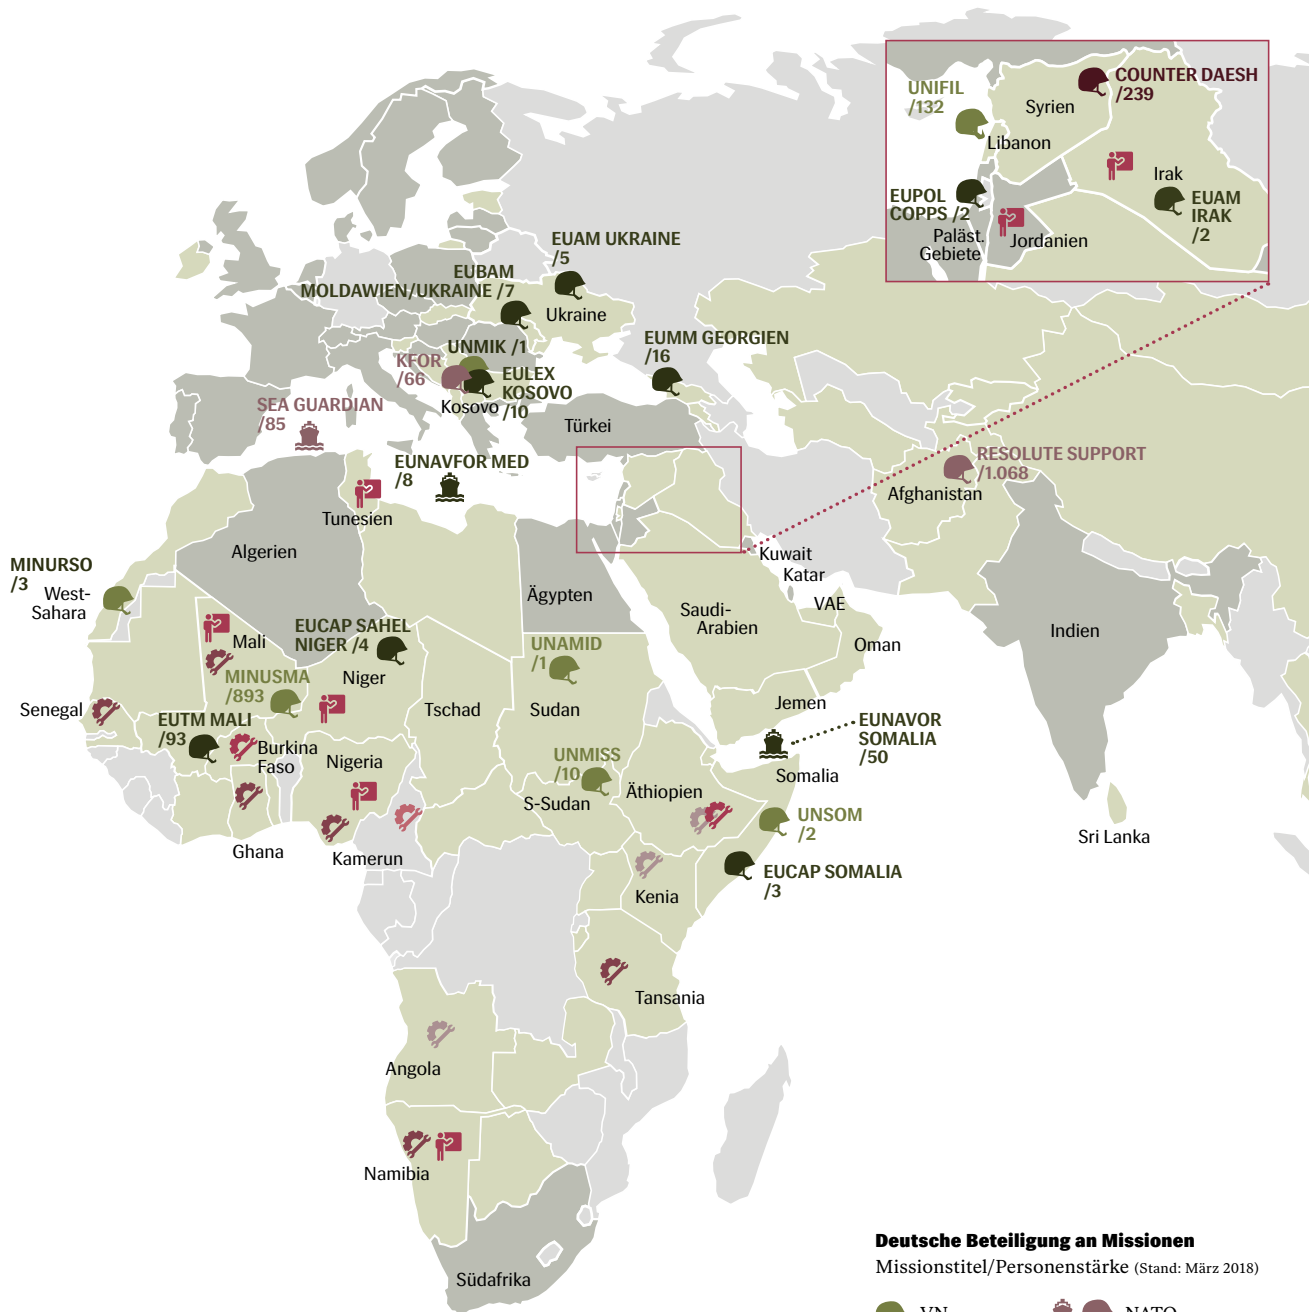 COUNTER DAESH
/239
UNIFIL
/132
Syrien
Libanon
Irak
EUAM
IRAK
/2
EUPOL
COPPS /2
Paläst.
Gebiete
Jordanien
EUAM UKRAINE
/5
EUBAM
MOLDAWIEN/UKRAINE /7
Ukraine
EUMM GEORGIEN
/16
UNMIK /1
KFOR
/66
EULEX
KOSOVO
/10
Kosovo
SEA GUARDIAN
/85
Türkei
EUNAVFOR MED
/8
RESOLUTE SUPPORT
/1.068
Afghanistan
Tunesien
Algerien
Kuwait
Katar
VAE
MINURSO
/3
West-
Sahara
Ägypten
Saudi-
Arabien
Oman
Indien
EUCAP SAHEL
NIGER /4
Mali
UNAMID
/1
Niger
MINUSMA
/893
Senegal
Tschad
Sudan
Jemen
EUTM MALI
/93
EUNAVOR
SOMALIA
/50
Burkina
Faso
Nigeria
UNMISS
/10
S-Sudan
Äthiopien
Somalia
UNSOM
/2
Sri Lanka
Ghana
Kamerun
EUCAP SOMALIA
/3
Kenia
Tansania
Angola
Namibia
Südafrika
Deutsche Beteiligung an Missionen
Missionstitel/Personenstärke (Stand: März 2018)
VN NATO